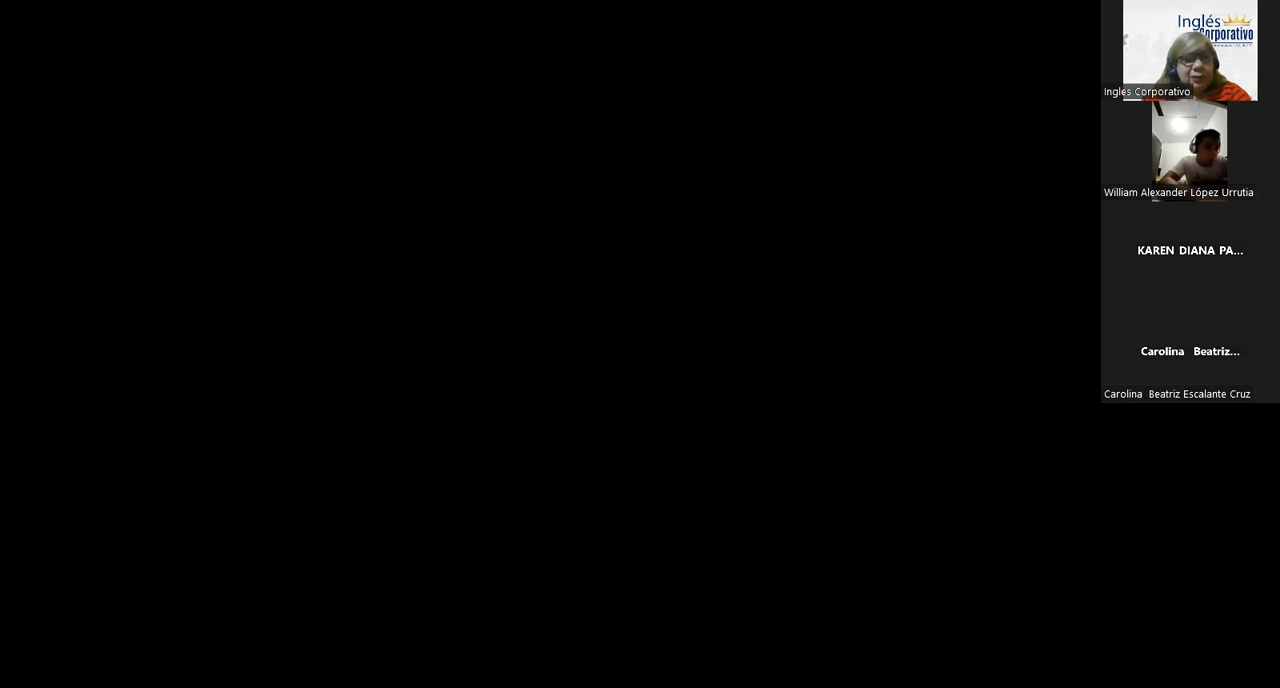 Inglés
Corporativo
Ingles Corporativo
William Alexander López Urrutia
KAREN DIANA PA...
Carolina Beatriz...
Carolina Beatriz Escalante Cruz